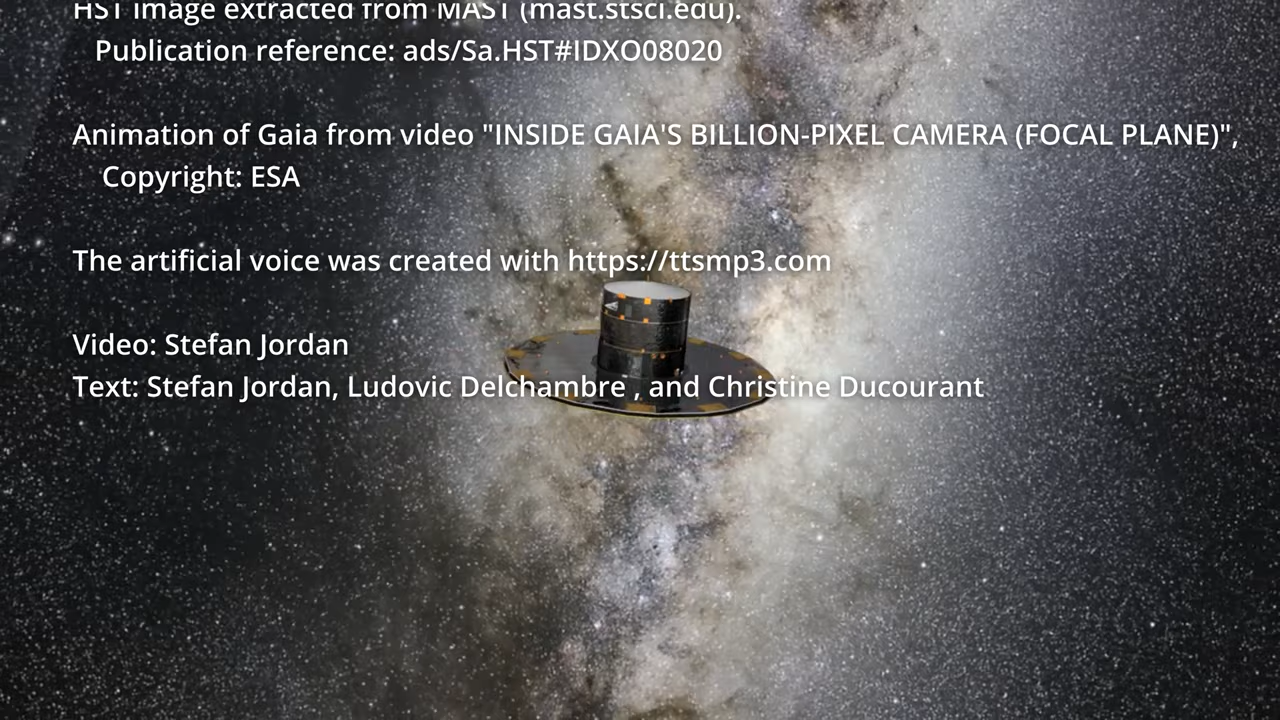 HST image extracted from MAST (mast.stsci.edu).
Publication reference: ads/Sa.HST#IDXO08020
Animation of Gaia from video "INSIDE GAIA'S BILLION-PIXEL CAMERA (FOCAL PLANE)",
Copyright: ESA
The artificial voice was created with https://ttsmp3.com
Video: Stefan Jordan
Text: Stefan Jordan, Ludovic Delchambre , and Christine Ducourant